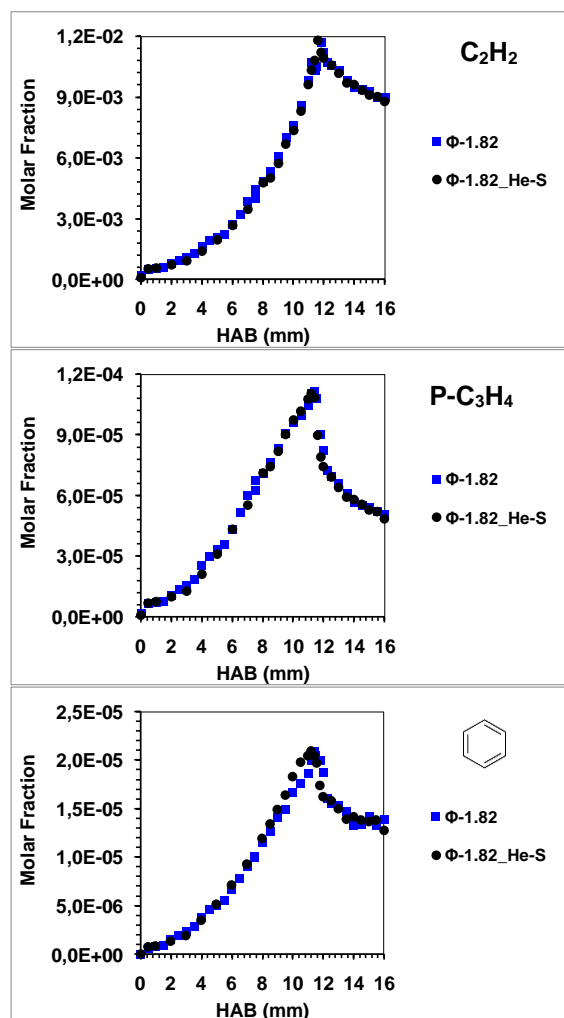 C₂H₂
1,2E-02
9,0E-03
6,0E-03
3,0E-03
0,0E+00
Molar Fraction
0 2 4 6 8 10 12 14 16
HAB (mm)
Φ-1.82
Φ-1.82_He-S
P-C₃H₄
1,2E-04
9,0E-05
6,0E-05
3,0E-05
0,0E+00
Molar Fraction
0 2 4 6 8 10 12 14 16
HAB (mm)
Φ-1.82
Φ-1.82_He-S
2,5E-05
2,0E-05
1,5E-05
1,0E-05
5,0E-06
0,0E+00
Molar Fraction
0 2 4 6 8 10 12 14 16
HAB (mm)
Φ-1.82
Φ-1.82_He-S